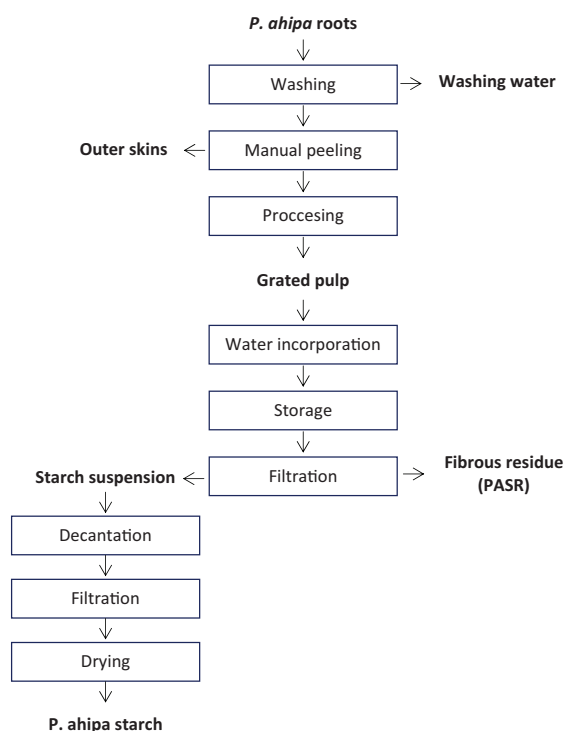 P. ahipa roots
Washing
Washing water
Outer skins
Manual peeling
Proccesing
Grated pulp
Water incorporation
Storage
Starch suspension
Filtration
Fibrous residue
(PASR)
Decantation
Filtration
Drying
P. ahipa starch